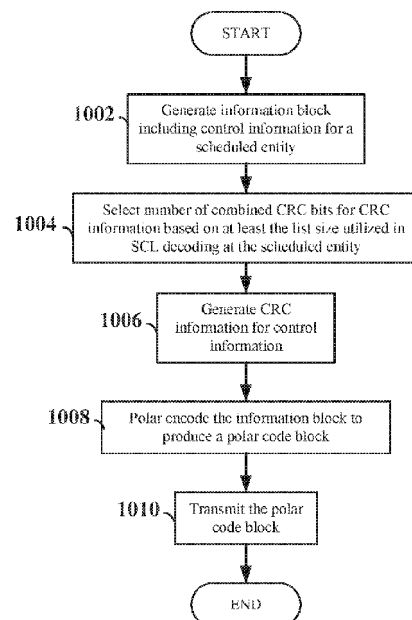 START
1002
Generate information block
including control information for a
scheduled entity
1004
Select number of combined CRC bits for CRC
information based on at least the list size utilized in
SCL decoding at the scheduled entity
1006
Generate CRC
information for control
information
1008
Polar encode the information block to
produce a polar code block
1010
Transmit the polar
code block
END